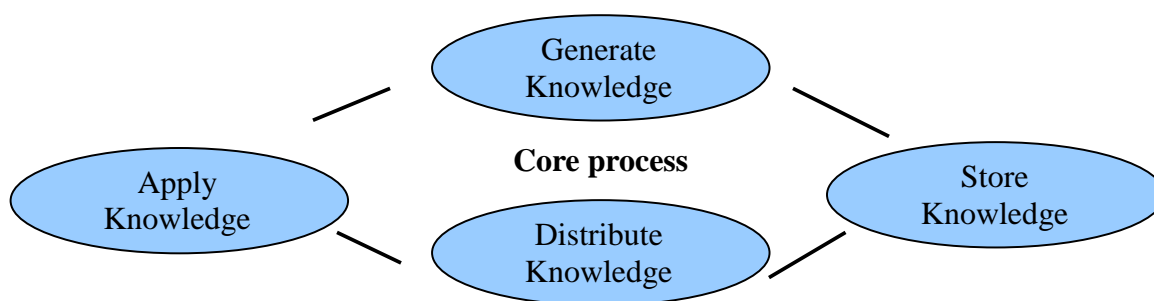 Generate
Knowledge
Core process
Apply
Knowledge
Store
Knowledge
Distribute
Knowledge